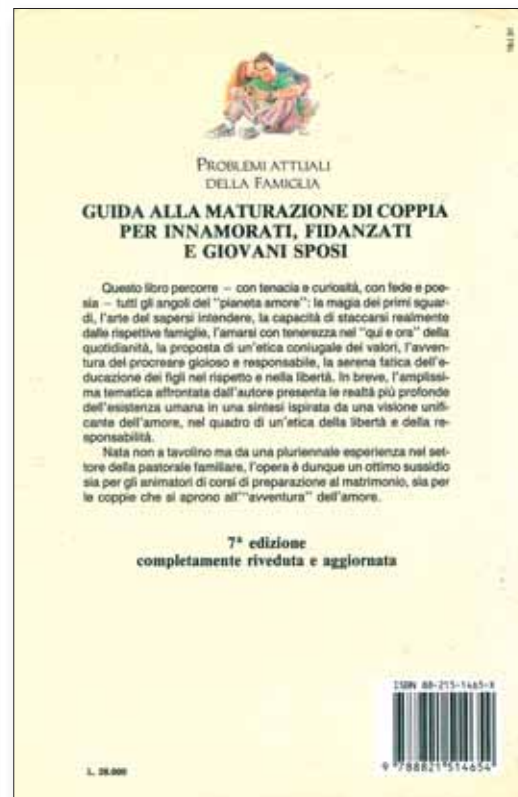 PROBLEMI ATTUALI
DELLA FAMIGLIA
GUIDA ALLA MATURAZIONE DI COPPIA
PER INNAMORATI, FIDANZATI
E GIOVANI SPOSI
Questo libro percorre – con tenacia e curiosità, con fede e poe-
sia – tutti gli angoli del "pianeta amore": la magia dei primi sguar-
di, l'arte del sapersi intendere, la capacità di staccarsi realmente
dalle rispettive famiglie, l'amarsi con tenerezza nel "qui e ora" della
quotidianità, la proposta di un'etica coniugale dei valori, l'avven-
tura del procreare gioioso e responsabile, la serena fatica dell'e-
ducazione dei figli nel rispetto e nella libertà. In breve, l'amplissi-
ma tematica affrontata dall'autore presenta le realtà più profonde
dell'esistenza umana in una sintesi ispirata da una visione unifi-
cante dell'amore, nel quadro di un'etica della libertà e della re-
sponsabilità.
Nata non a tavolino ma da una pluriennale esperienza nel set-
tore della pastorale familiare, l'opera è dunque un ottimo sussidio
sia per gli animatori di corsi di preparazione al matrimonio, sia per
le coppie che si aprono all'"avventura" dell'amore.
7ª edizione
completamente riveduta e aggiornata
ISBN 88-215-1465-X
9 788821 514654